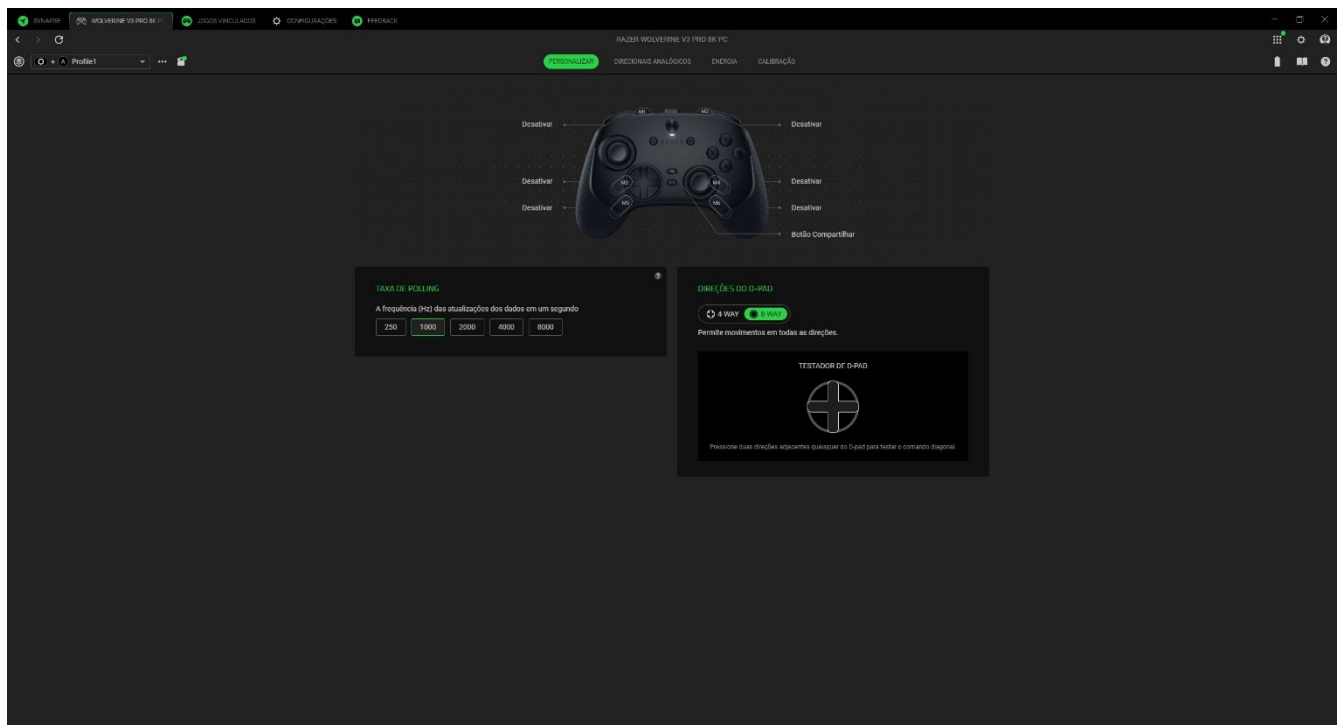 SYNAPSE
WOLVERINE V3 PRO 8K PC
JOGOS VINCULADOS
CONFIGURAÇÕES
FEEDBACK
RAZER WOLVERINE V3 PRO 8K PC
A Profile1
PERSONALIZAR
DIRECIONAIS ANALÓGICOS
ENERGIA
CALIBRAÇÃO
M1
M2
Desativar
Desativar
RAZER
Y
X
B
A
Desativar
M3
M4
Desativar
Desativar
M5
M6
Desativar
Botão Compartilhar
TAXA DE POLLING
A frequência (Hz) das atualizações dos dados em um segundo
250 1000 2000 4000 8000
DIREÇÕES DO D-PAD
4 WAY 8 WAY
Permite movimentos em todas as direções.
TESTADOR DE D-PAD
Pressione duas direções adjacentes quaisquer do D-pad para testar o comando diagonal.